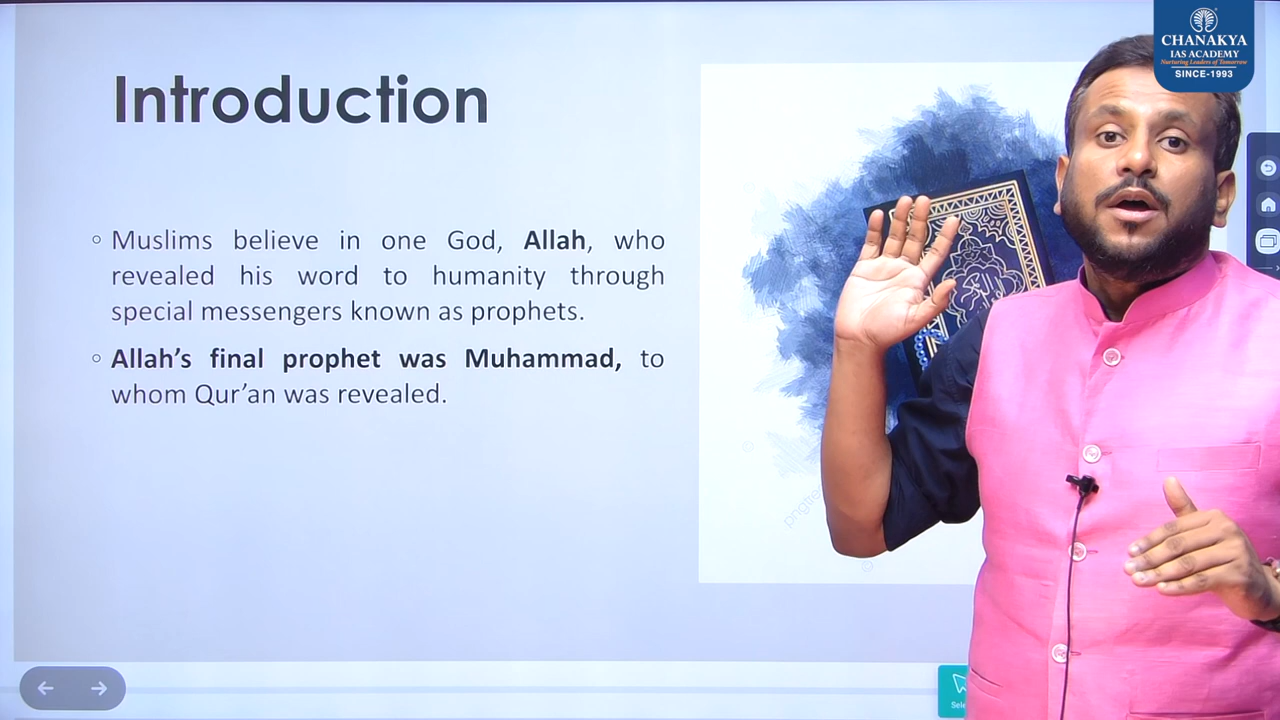 CHANAKYA
IAS ACADEMY
Nurturing Leaders of Tomorrow
SINCE-1993
Introduction
◦ Muslims believe in one God, Allah, who
revealed his word to humanity through
special messengers known as prophets.
◦ Allah’s final prophet was Muhammad, to
whom Qur’an was revealed.